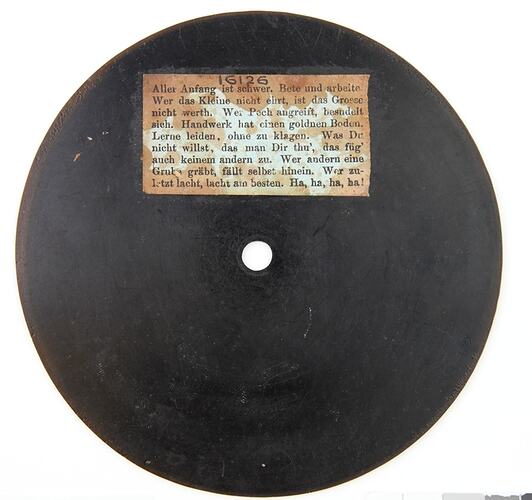 16126
Aller Anfang ist schwer. Bete und arbeite.
Wer das Kleine nicht ehrt, ist das Grosse
nicht werth. Wer Pech angreift, besudelt
sich. Handwerk hat einen goldnen Boden.
Lerne leiden, ohne zu klagen. Was Du
nicht willst, das man Dir thu', das füg'
auch keinem andern zu. Wer andern eine
Grube gräbt, fällt selbst hinein. Wer zu-
letzt lacht, lacht am besten. Ha, ha, ha, ha!